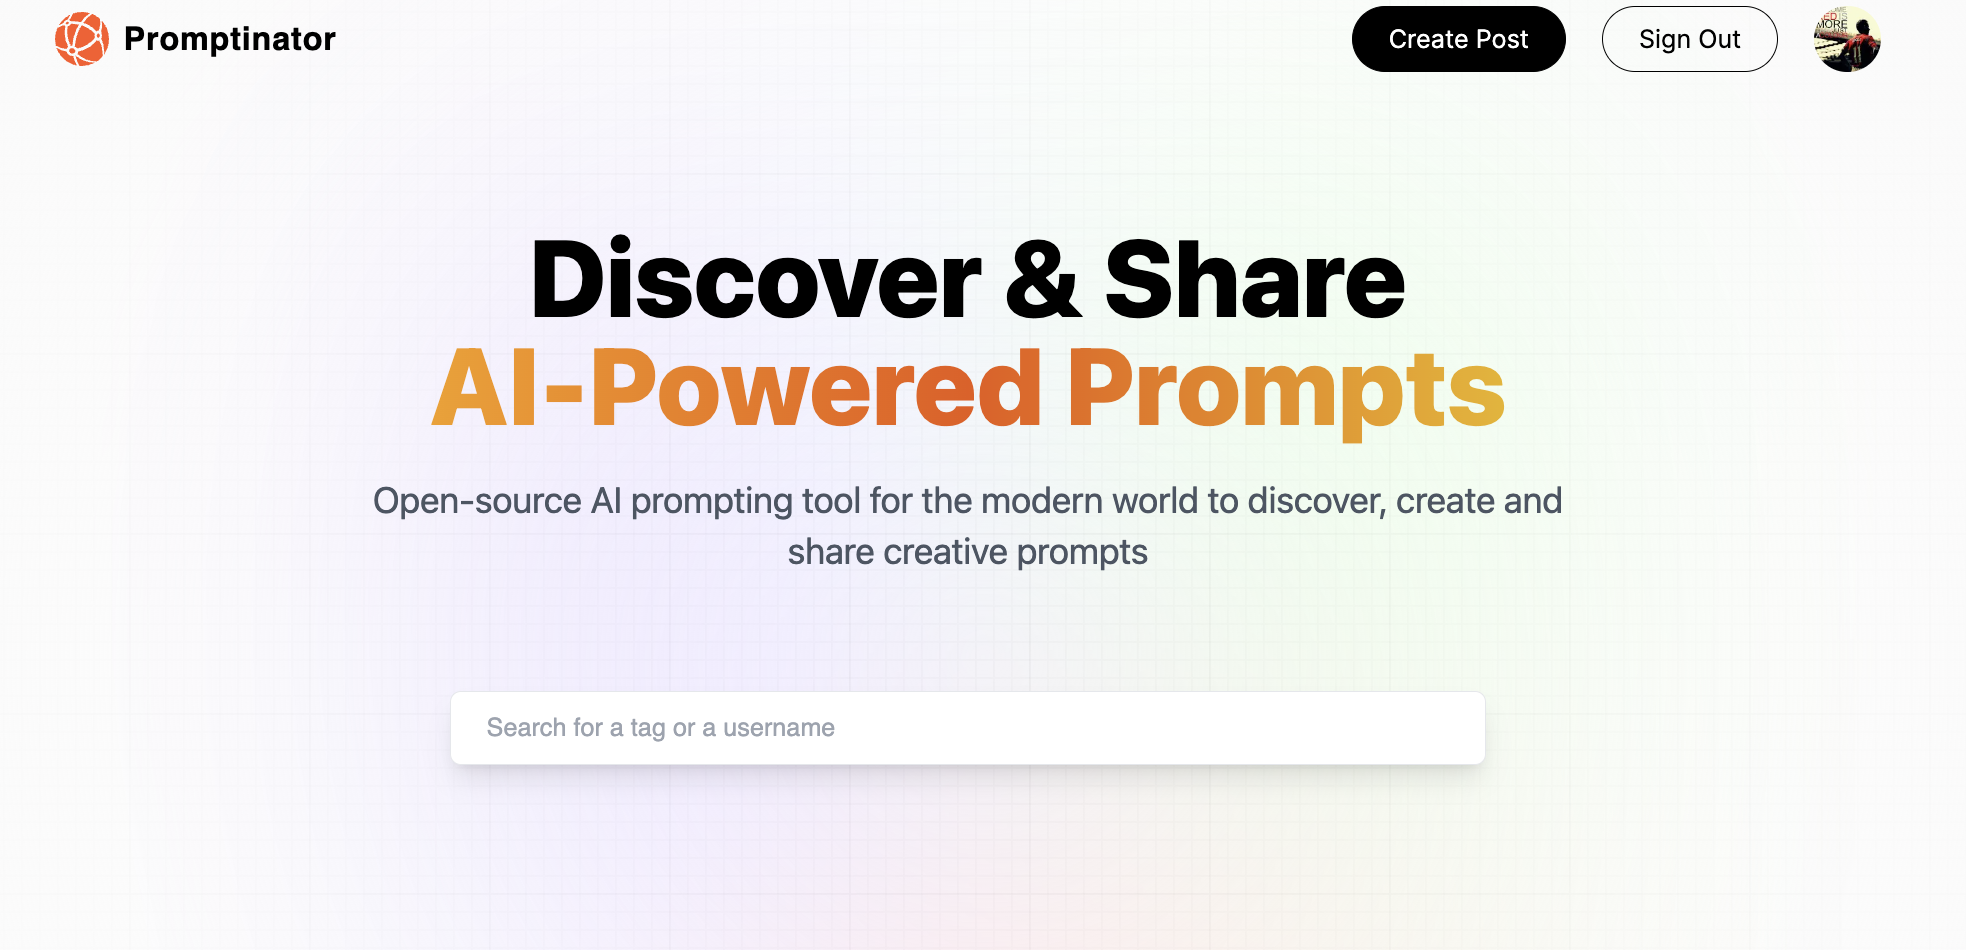 Promptinator
Create Post
Sign Out
MORE
Discover & Share
AI-Powered Prompts
Open-source AI prompting tool for the modern world to discover, create and
share creative prompts
Search for a tag or a username